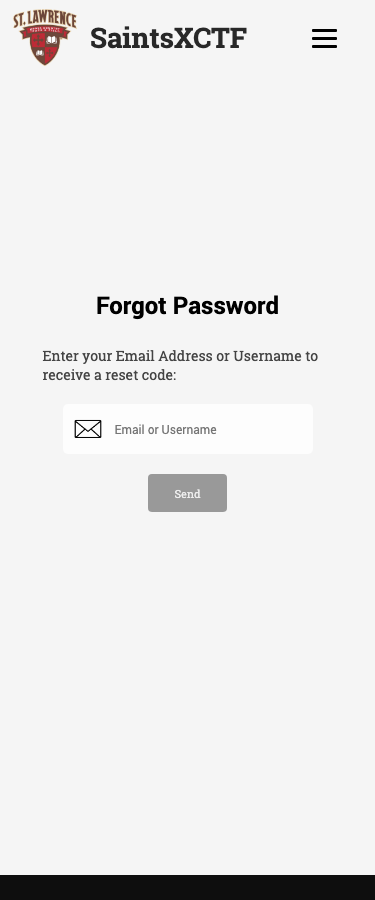 ST. LAWRENCE
SaintsXCTF
Forgot Password
Enter your Email Address or Username to
receive a reset code:
Email or Username
Send